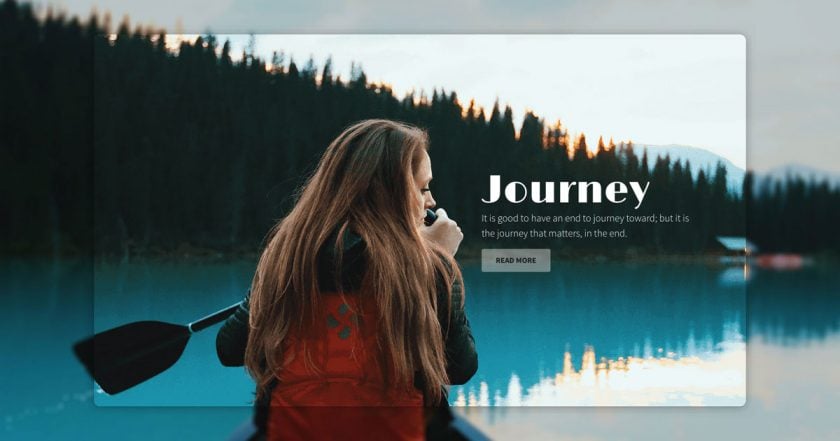 Journey
It is good to have an end to journey toward; but it is
the journey that matters, in the end.
READ MORE